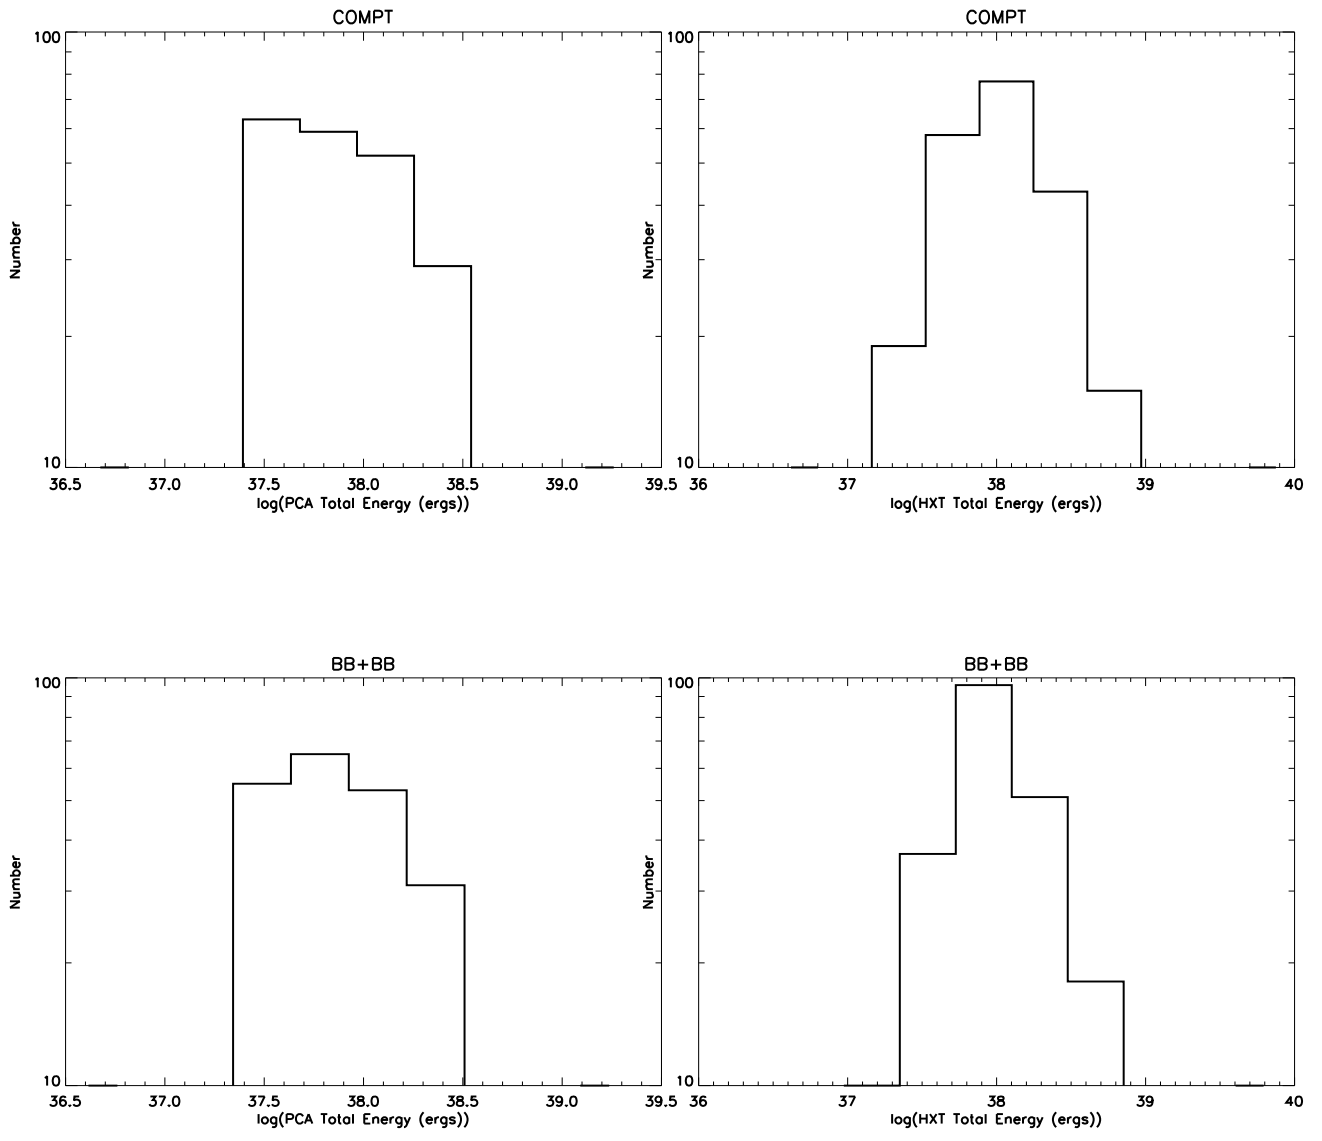 COMPT
COMPT
100
100
Number
Number
10
10
36.5 37.0 37.5 38.0 38.5 39.0 39.5
36 37 38 39 40
log(PCA Total Energy (ergs))
log(HXT Total Energy (ergs))
BB+BB
BB+BB
100
100
Number
Number
10
10
36.5 37.0 37.5 38.0 38.5 39.0 39.5
36 37 38 39 40
log(PCA Total Energy (ergs))
log(HXT Total Energy (ergs))